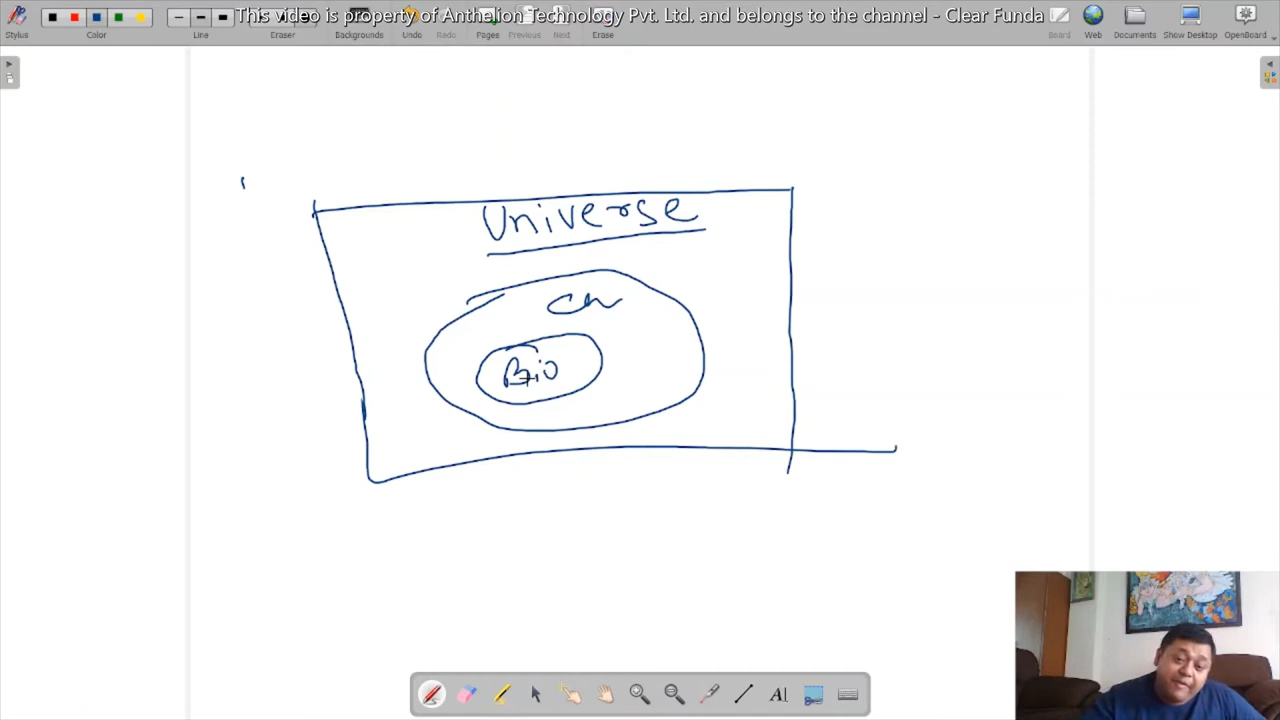 This video is property of Anthelion Technology Pvt. Ltd. and belongs to the channel - Clear Funda
Stylus Color Line Eraser Backgrounds Undo Redo Pages Previous Next Erase Board Web Documents Show Desktop OpenBoard
Universe
Ch
Bio
AI